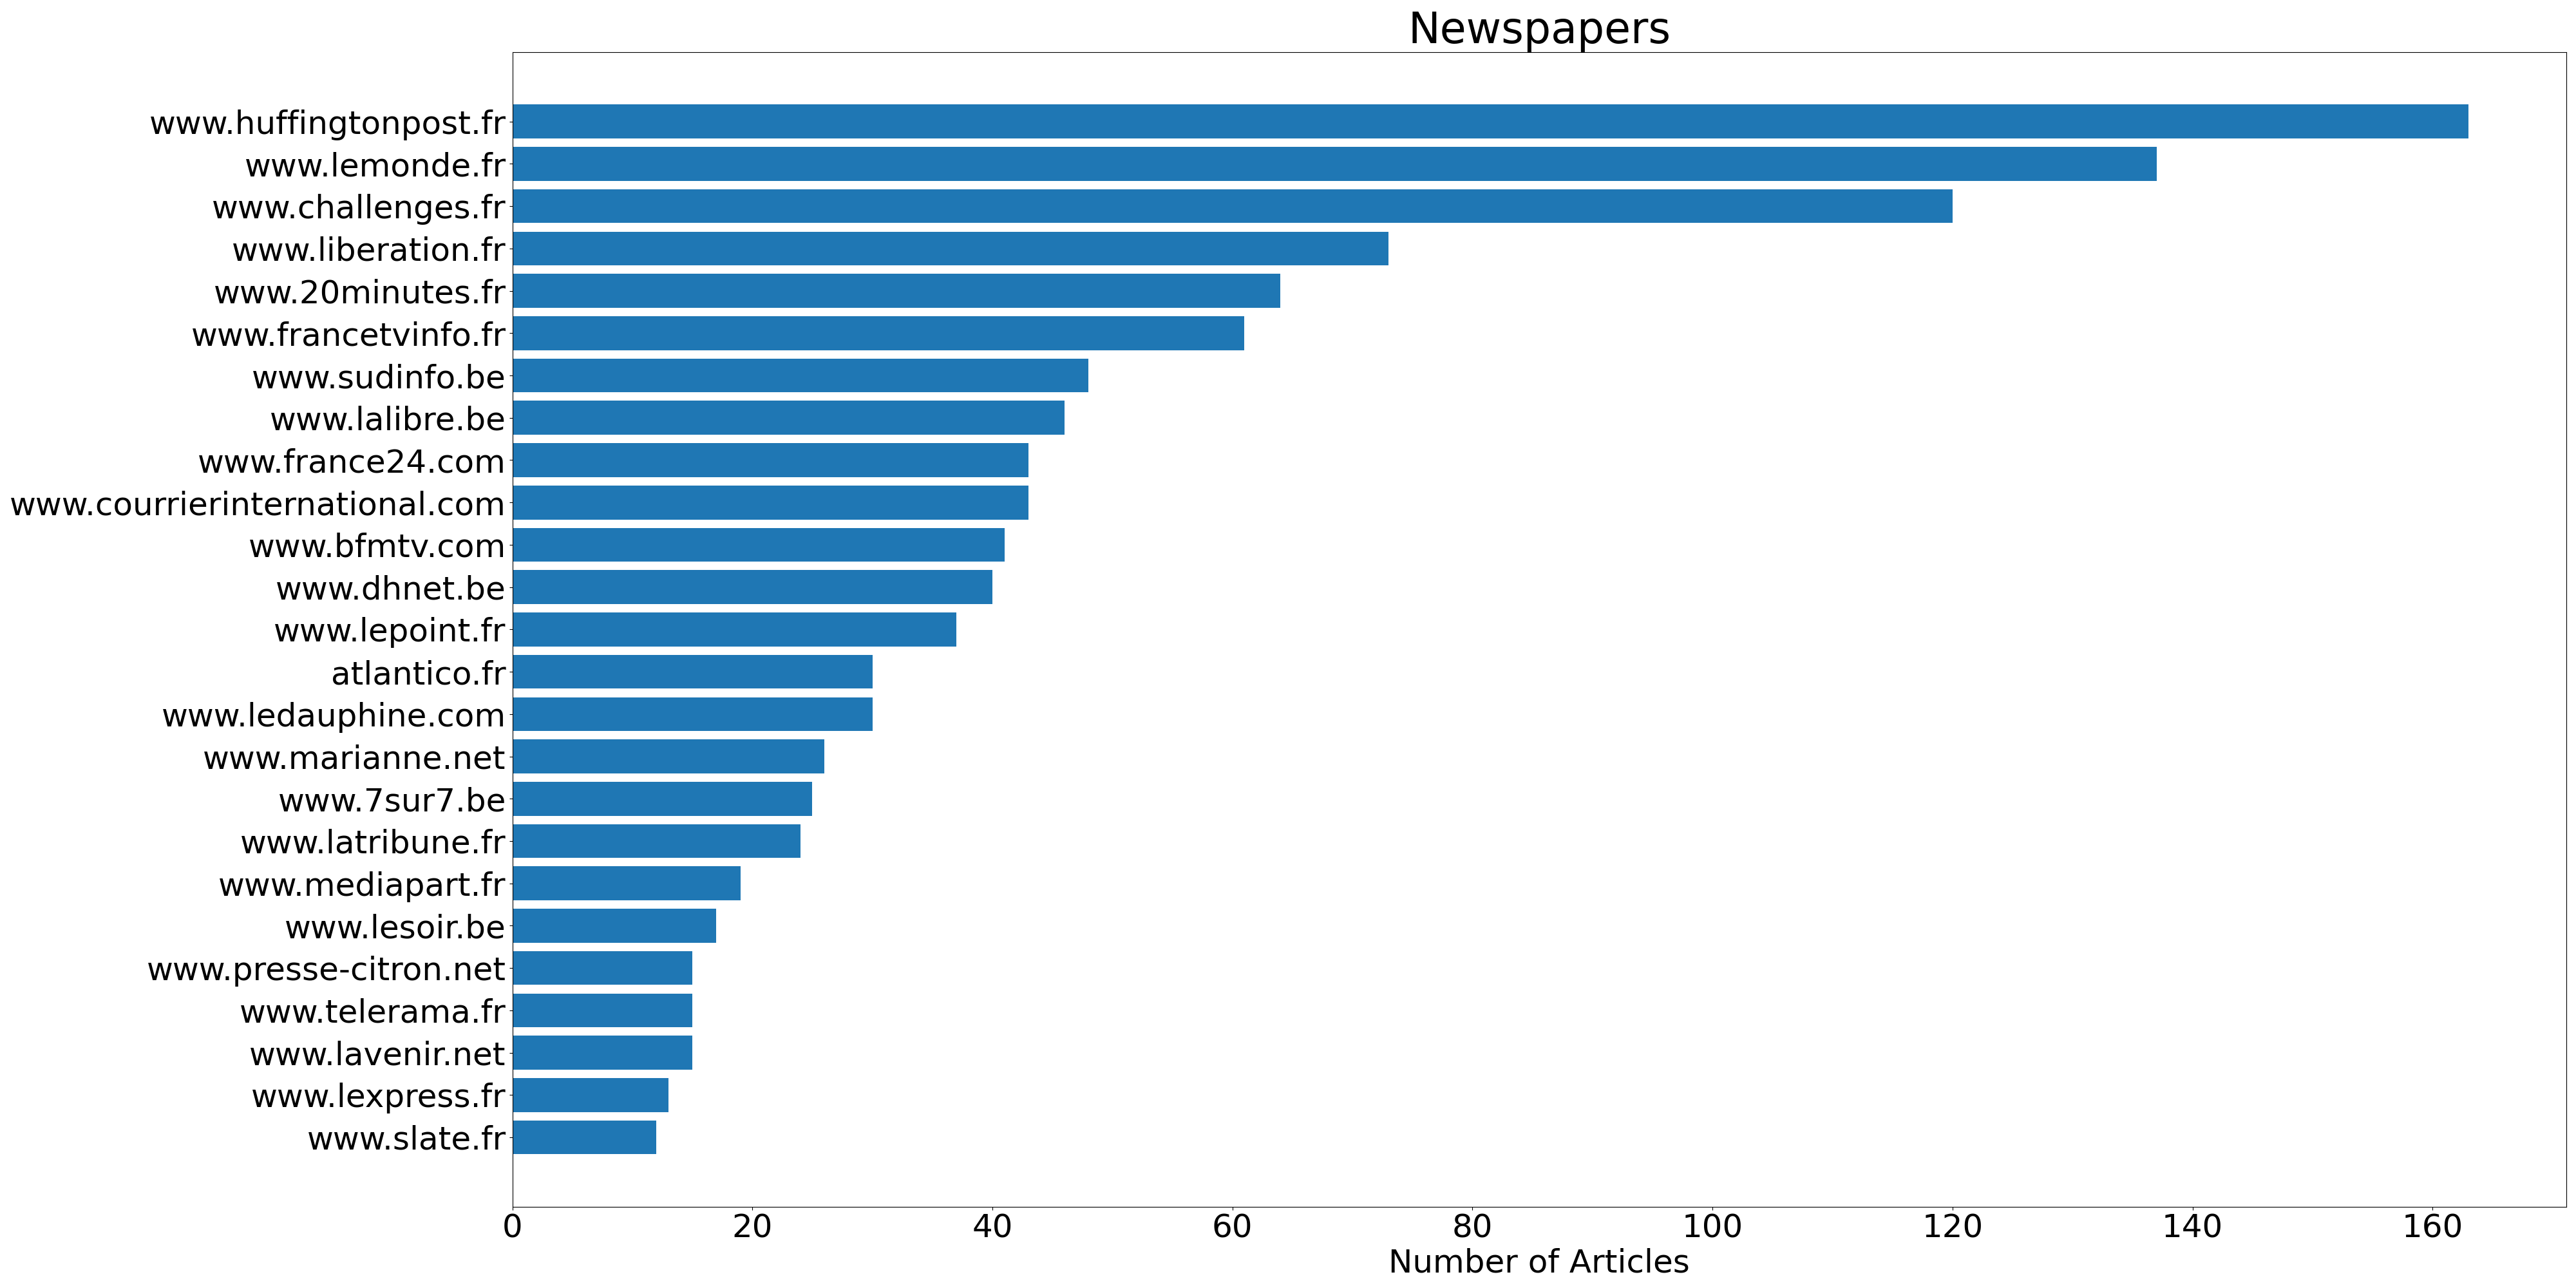 Newspapers
www.huffingtonpost.fr
www.lemonde.fr
www.challenges.fr
www.liberation.fr
www.20minutes.fr
www.francetvinfo.fr
www.sudinfo.be
www.lalibre.be
www.france24.com
www.courrierinternational.com
www.bfmtv.com
www.dhnet.be
www.lepoint.fr
atlantico.fr
www.ledauphine.com
www.marianne.net
www.7sur7.be
www.latribune.fr
www.mediapart.fr
www.lesoir.be
www.presse-citron.net
www.telerama.fr
www.lavenir.net
www.lexpress.fr
www.slate.fr
0 20 40 60 80 100 120 140 160
Number of Articles